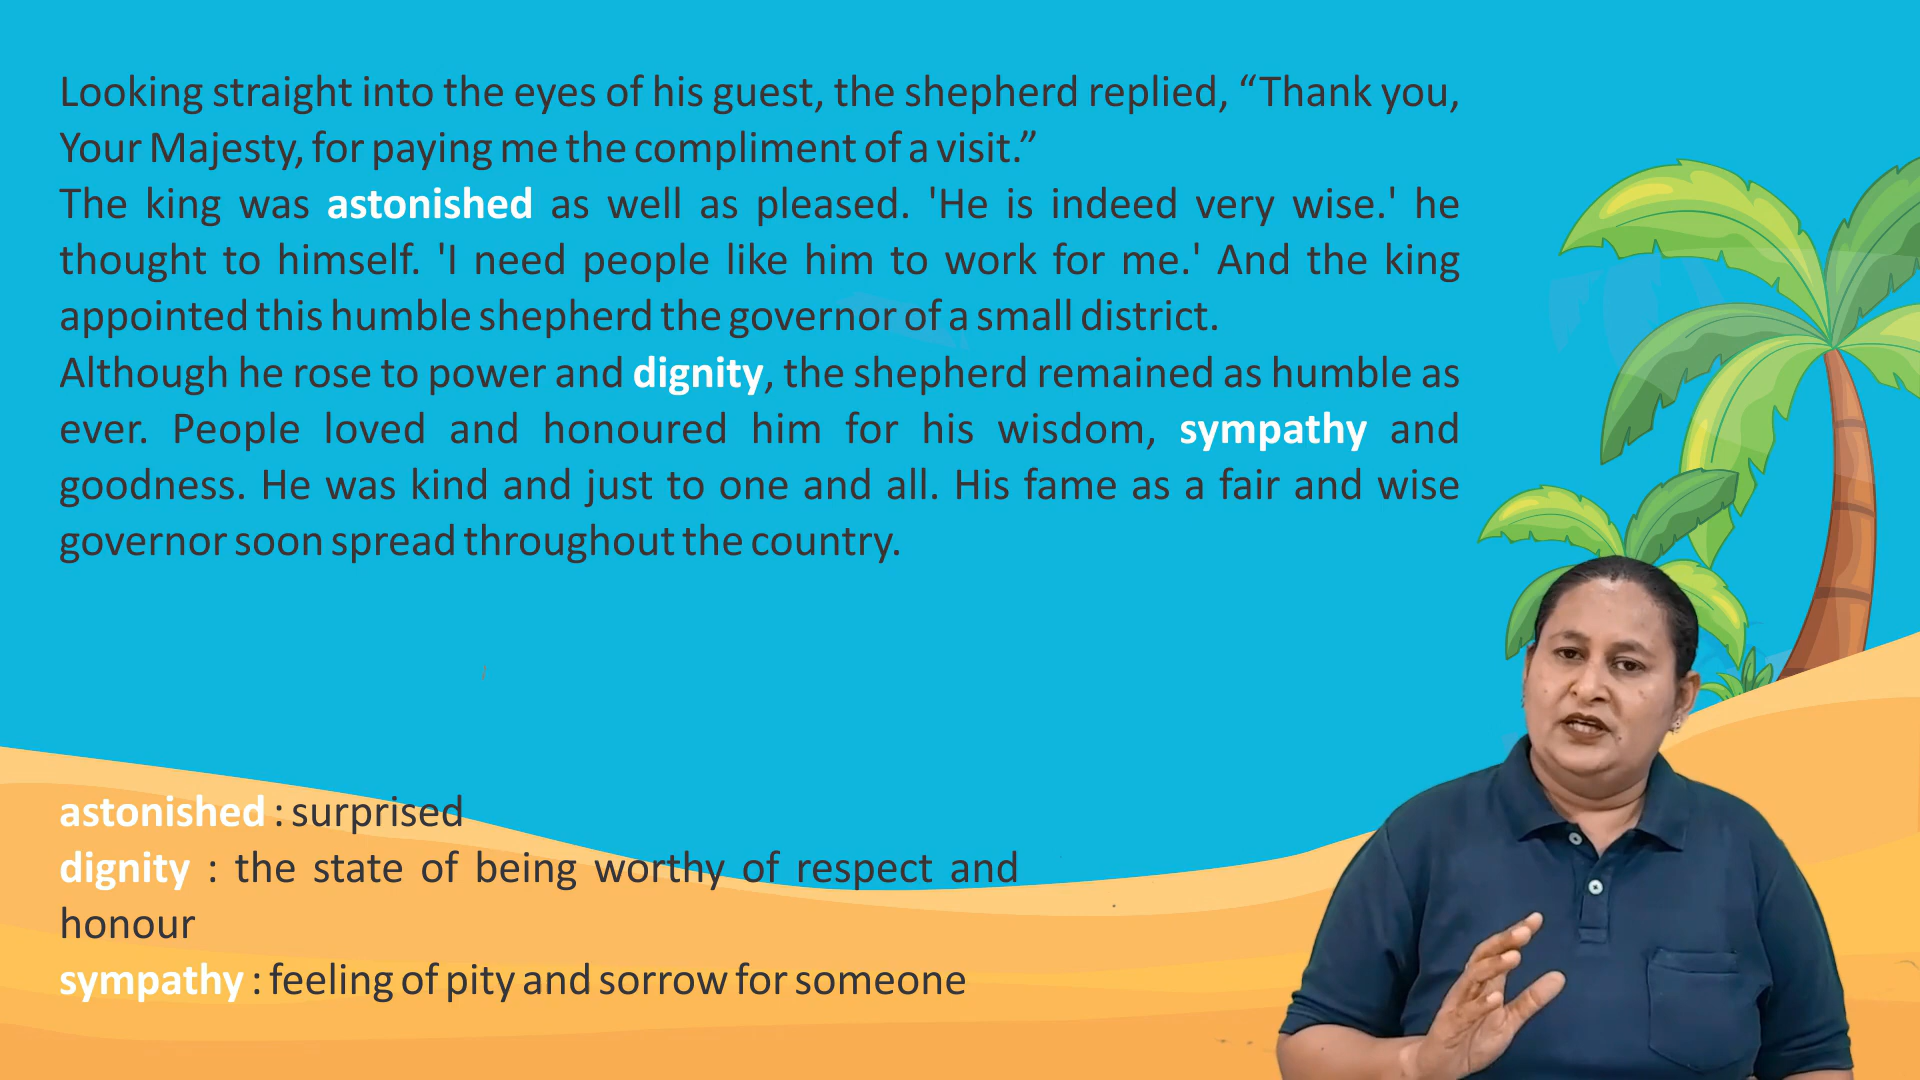 Looking straight into the eyes of his guest, the shepherd replied, “Thank you,
Your Majesty, for paying me the compliment of a visit.”
The king was astonished as well as pleased. 'He is indeed very wise.' he
thought to himself. 'I need people like him to work for me.' And the king
appointed this humble shepherd the governor of a small district.
Although he rose to power and dignity, the shepherd remained as humble as
ever. People loved and honoured him for his wisdom, sympathy and
goodness. He was kind and just to one and all. His fame as a fair and wise
governor soon spread throughout the country.
astonished : surprised
dignity : the state of being worthy of respect and
honour
sympathy : feeling of pity and sorrow for someone